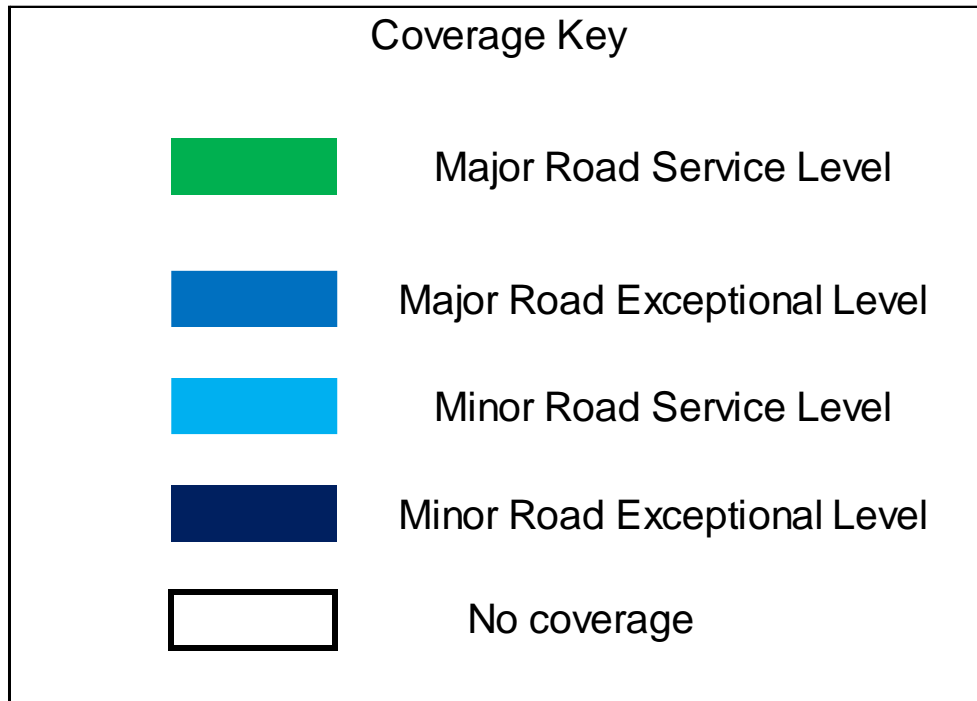 Coverage Key
Major Road Service Level
Major Road Exceptional Level
Minor Road Service Level
Minor Road Exceptional Level
No coverage